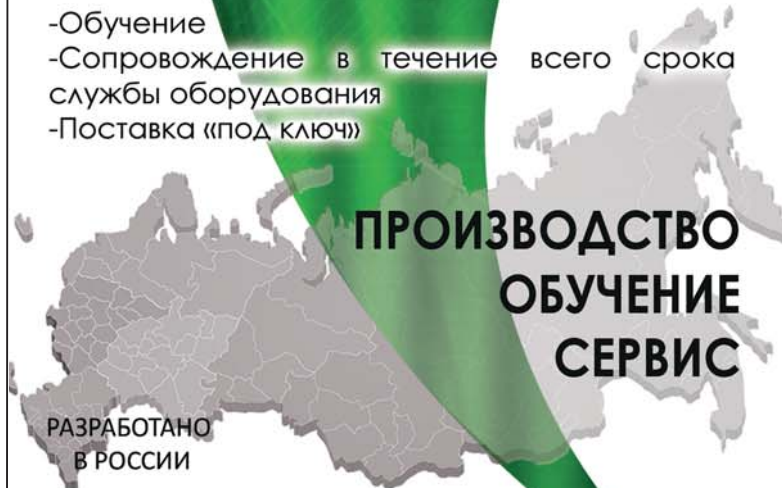 -Обучение
-Сопровождение в течение всего срока
службы оборудования
-Поставка «под ключ»
ПРОИЗВОДСТВО
ОБУЧЕНИЕ
СЕРВИС
РАЗРАБОТАНО
В РОССИИ